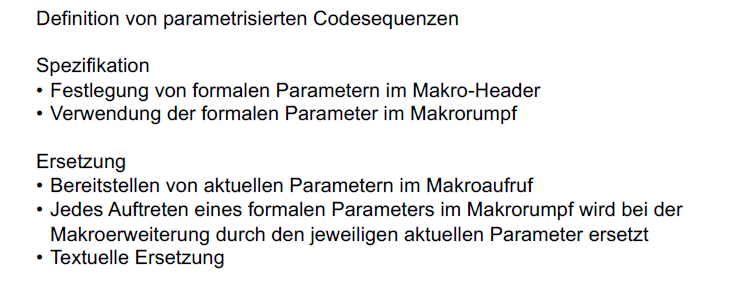 Definition von parametrisierten Codesequenzen
Spezifikation
• Festlegung von formalen Parametern im Makro-Header
• Verwendung der formalen Parameter im Makrorumpf
Ersetzung
• Bereitstellen von aktuellen Parametern im Makroaufruf
• Jedes Auftreten eines formalen Parameters im Makrorumpf wird bei der
Makroerweiterung durch den jeweiligen aktuellen Parameter ersetzt
• Textuelle Ersetzung